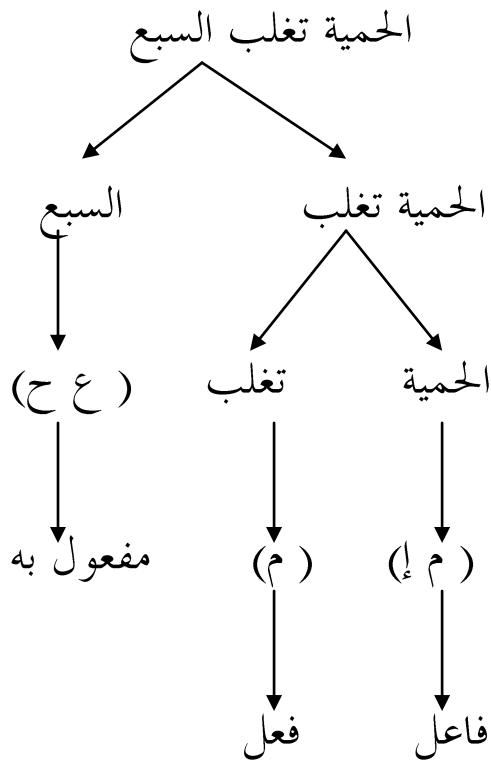 الحمية تغلب السبع
الحمية تغلب السبع
الحمية تغلب ( ع ح )
( م إ ) ( م ) مفعول به
فاعل فعل